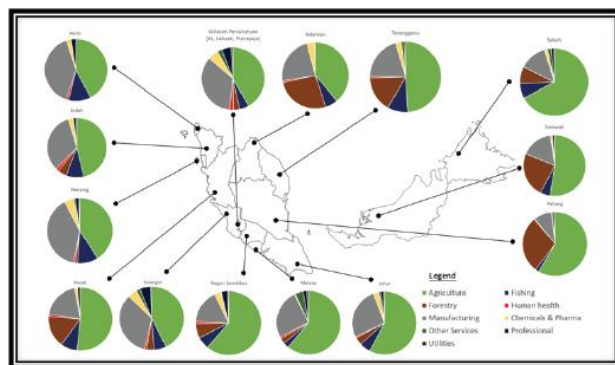 Perlis
Wilayah Persekutuan
(KL, Labuan, Putrajaya)
Kelantan
Terengganu
Sabah
Kedah
Sarawak
Penang
Pahang
Perak
Selangor
Negeri Sembilan
Melaka
Johor
Legend
Agriculture
Fishing
Forestry
Human health
Manufacturing
Chemicals & Pharma
Other Services
Professional
Utilities